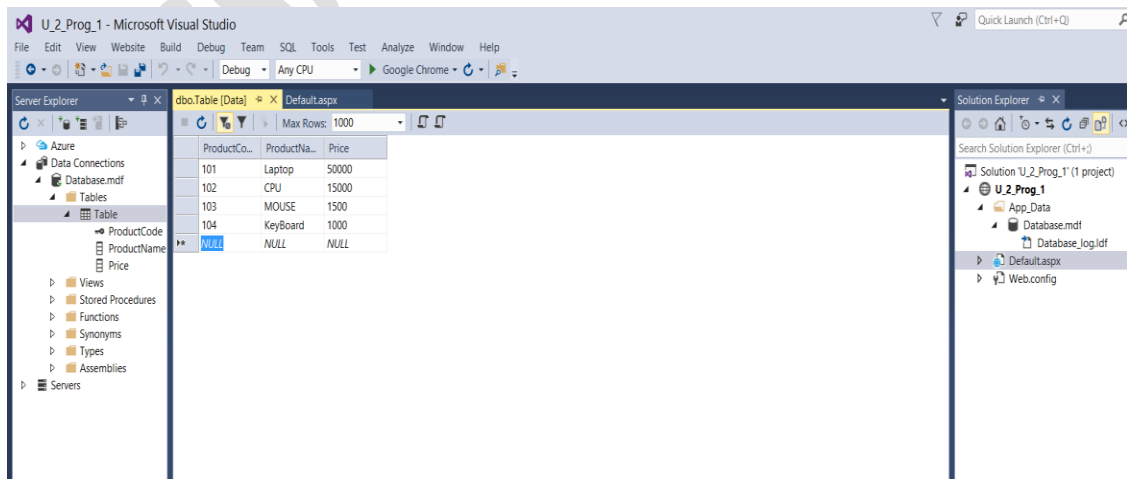 U_2_Prog_1 - Microsoft Visual Studio
Quick Launch (Ctrl+Q)
File Edit View Website Build Debug Team SQL Tools Test Analyze Window Help
Debug Any CPU Google Chrome
Server Explorer
Azure
Data Connections
Database.mdf
Tables
Table
ProductCode
ProductName
Price
Views
Stored Procedures
Functions
Synonyms
Types
Assemblies
Servers
dbo.Table [Data] Default.aspx
Max Rows: 1000
ProductCo... ProductNa... Price
101 Laptop 50000
102 CPU 15000
103 MOUSE 1500
104 KeyBoard 1000
NULL NULL NULL
Solution Explorer
Search Solution Explorer (Ctrl+;)
Solution 'U_2_Prog_1' (1 project)
U_2_Prog_1
App_Data
Database.mdf
Database_log.ldf
Default.aspx
Web.config